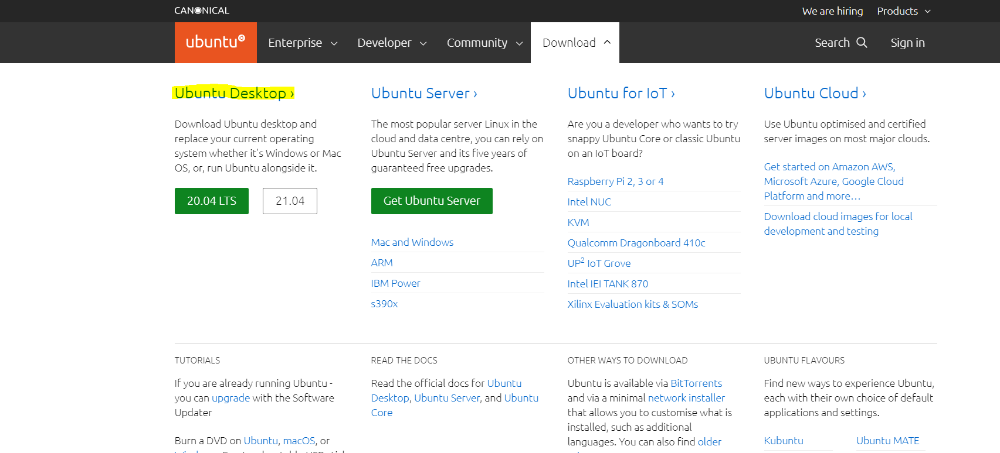 CANONICAL
We are hiring Products
ubuntu Enterprise Developer Community Download Search Sign in
Ubuntu Desktop ›
Download Ubuntu desktop and
replace your current operating
system whether it's Windows or Mac
OS, or, run Ubuntu alongside it.
20.04 LTS 21.04
Ubuntu Server ›
The most popular server Linux in the
cloud and data centre, you can rely on
Ubuntu Server and its five years of
guaranteed free upgrades.
Get Ubuntu Server
Mac and Windows
ARM
IBM Power
s390x
Ubuntu for IoT ›
Are you a developer who wants to try
snappy Ubuntu Core or classic Ubuntu
on an IoT board?
Raspberry Pi 2, 3 or 4
Intel NUC
KVM
Qualcomm Dragonboard 410c
UP² IoT Grove
Intel IEI TANK 870
Xilinx Evaluation kits & SOMs
Ubuntu Cloud ›
Use Ubuntu optimised and certified
server images on most major clouds.
Get started on Amazon AWS,
Microsoft Azure, Google Cloud
Platform and more…
Download cloud images for local
development and testing
TUTORIALS
If you are already running Ubuntu -
you can upgrade with the Software
Updater
Burn a DVD on Ubuntu, macOS, or
READ THE DOCS
Read the official docs for Ubuntu
Desktop, Ubuntu Server, and Ubuntu
Core
OTHER WAYS TO DOWNLOAD
Ubuntu is available via BitTorrents
and via a minimal network installer
that allows you to customise what is
installed, such as additional
languages. You can also find older
UBUNTU FLAVOURS
Find new ways to experience Ubuntu,
each with their own choice of default
applications and settings.
Kubuntu Ubuntu MATE